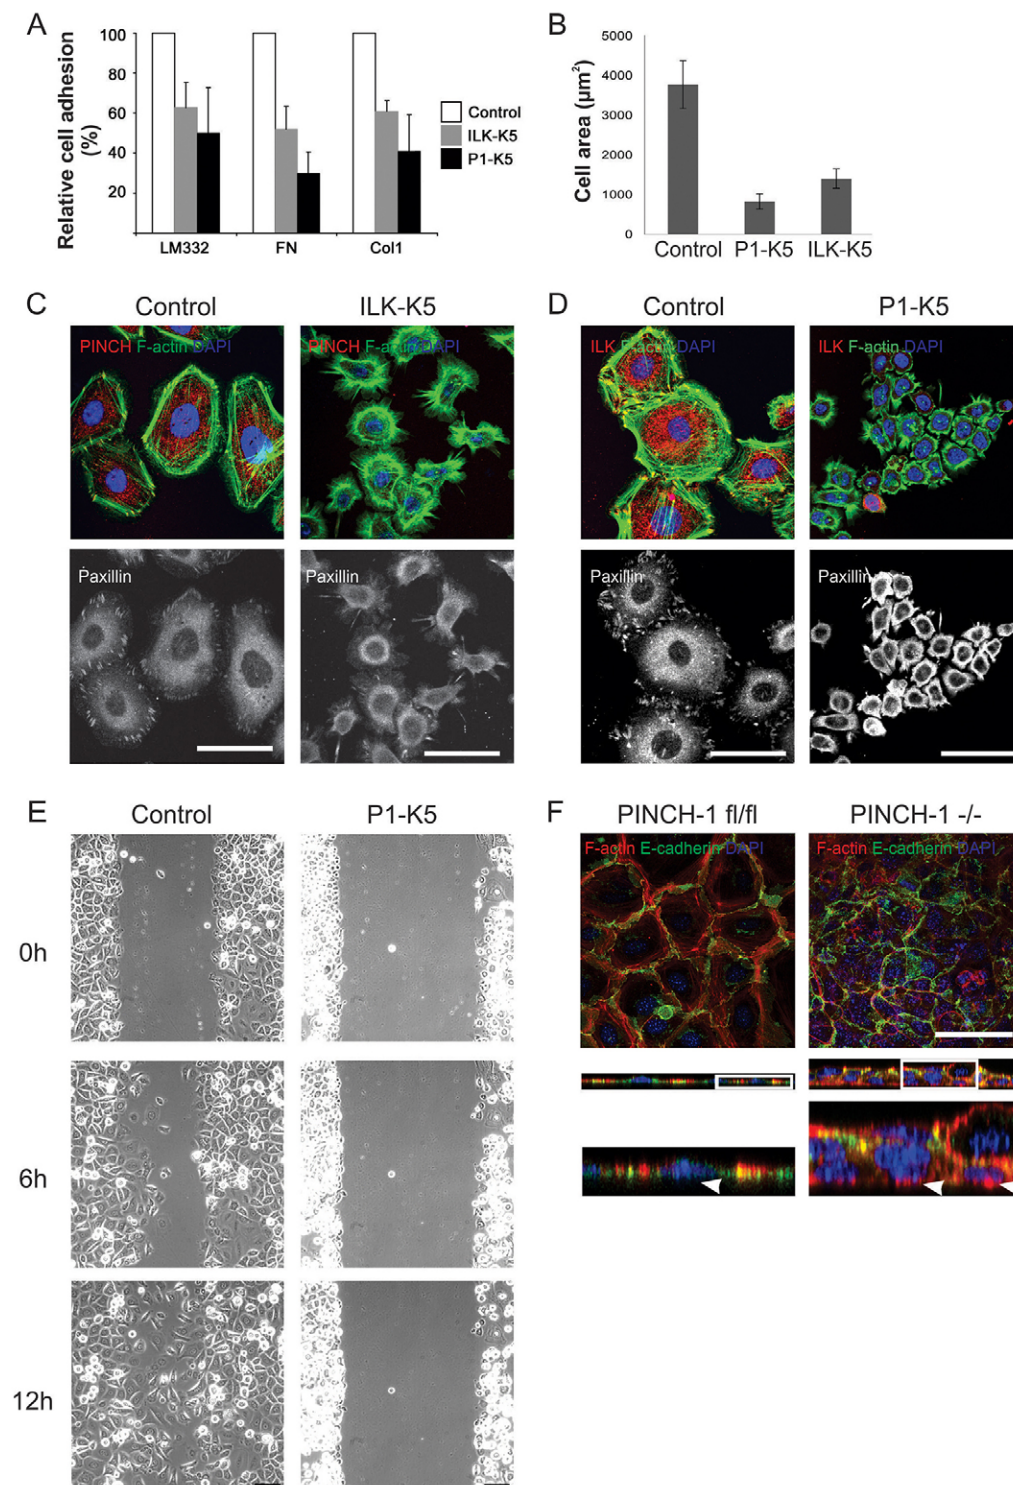 A
Relative cell adhesion
(%)
100
80
60
40
20
LM332 FN Col1
Control
ILK-K5
P1-K5
B
Cell area (µm²)
5000
4000
3000
2000
1000
0
Control P1-K5 ILK-K5
C
Control ILK-K5
PINCH F-actin DAPI
PINCH F-actin DAPI
Paxillin
Paxillin
D
Control P1-K5
ILK F-actin DAPI
ILK F-actin DAPI
Paxillin
Paxillin
E
Control P1-K5
0h
6h
12h
F
PINCH-1 fl/fl PINCH-1 -/-
F-actin E-cadherin DAPI
F-actin E-cadherin DAPI